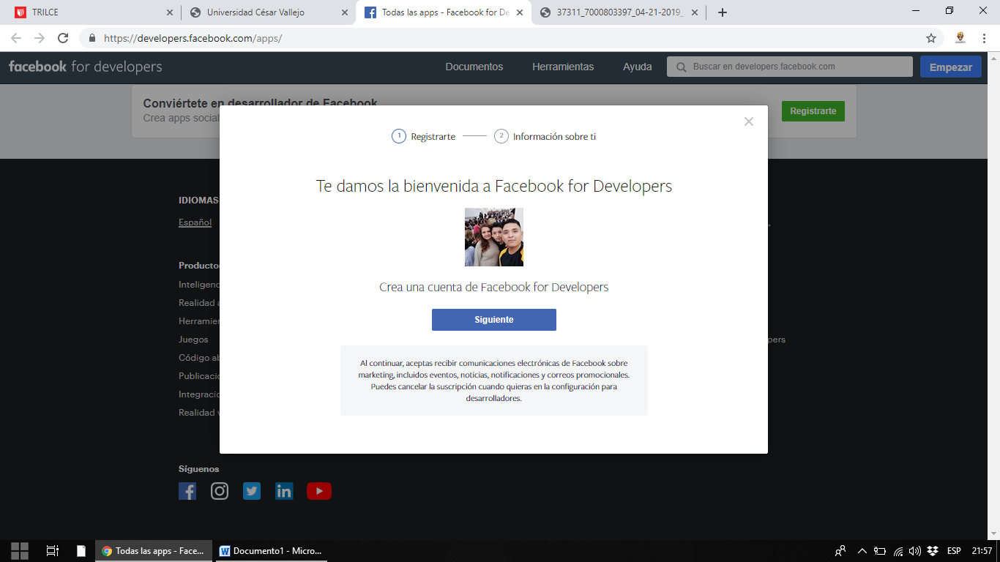 TRILCE
Universidad César Vallejo
Todas las apps - Facebook for De
37311_7000803397_04-21-2019_
https://developers.facebook.com/apps/
facebook for developers
Documentos
Herramientas
Ayuda
Buscar en developers.facebook.com
Empezar
Conviértete en desarrollador de Facebook
Crea apps social
Registrarte
1 Registrarte
2 Información sobre ti
Te damos la bienvenida a Facebook for Developers
Crea una cuenta de Facebook for Developers
Siguiente
Al continuar, aceptas recibir comunicaciones electrónicas de Facebook sobre
marketing, incluidos eventos, noticias, notificaciones y correos promocionales.
Puedes cancelar la suscripción cuando quieras en la configuración para
desarrolladores.
IDIOMAS
Español
Producto
Inteligenc
Realidad a
Herramien
Juegos
Código ab
Publicacio
Integracio
Realidad v
pers
Síguenos
Todas las apps - Face...
Documento1 - Micro...
ESP
21:57